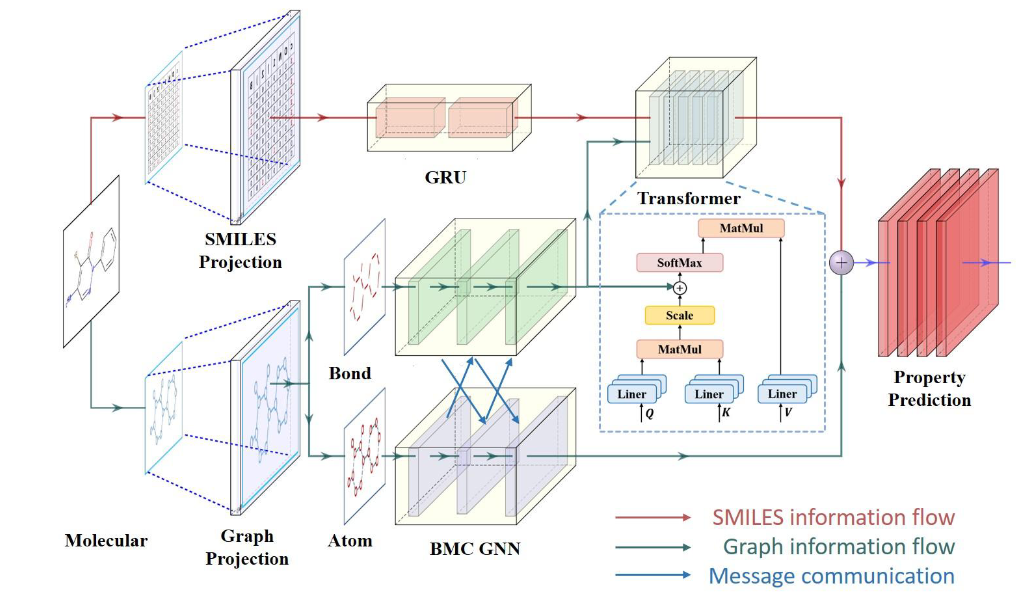 GRU
Transformer
SMILES
Projection
MatMul
SoftMax
Scale
MatMul
Liner
Liner
Liner
Q
K
V
Bond
Property
Prediction
Molecular
Graph
Projection
Atom
BMC GNN
SMILES information flow
Graph information flow
Message communication